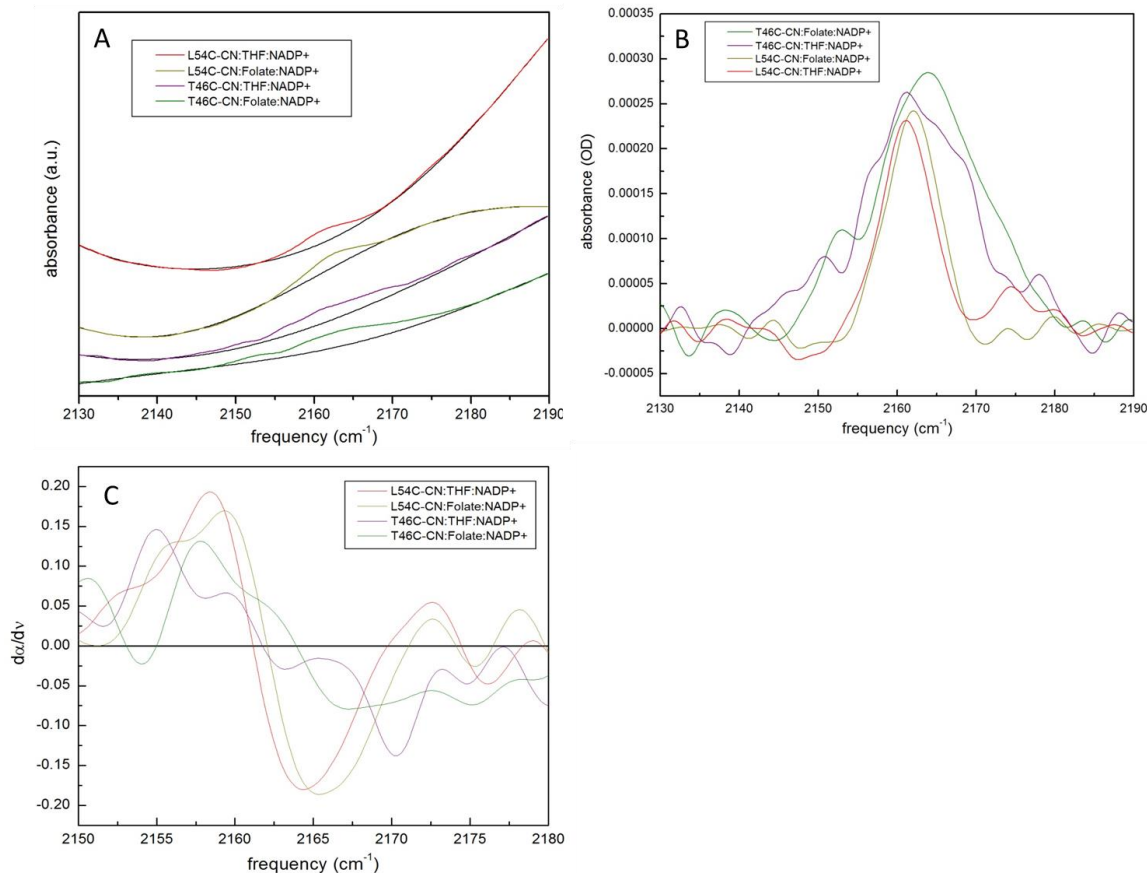 A
L54C-CN:THF:NADP+
L54C-CN:Folate:NADP+
T46C-CN:THF:NADP+
T46C-CN:Folate:NADP+
absorbance (a.u.)
2130 2140 2150 2160 2170 2180 2190
frequency (cm⁻¹)
B
T46C-CN:Folate:NADP+
T46C-CN:THF:NADP+
L54C-CN:Folate:NADP+
L54C-CN:THF:NADP+
0.00035
0.00030
0.00025
0.00020
0.00015
0.00010
0.00005
0.00000
-0.00005
absorbance (OD)
2130 2140 2150 2160 2170 2180 2190
frequency (cm⁻¹)
C
L54C-CN:THF:NADP+
L54C-CN:Folate:NADP+
T46C-CN:THF:NADP+
T46C-CN:Folate:NADP+
0.20
0.15
0.10
0.05
0.00
-0.05
-0.10
-0.15
-0.20
dα/dν
2150 2155 2160 2165 2170 2175 2180
frequency (cm⁻¹)